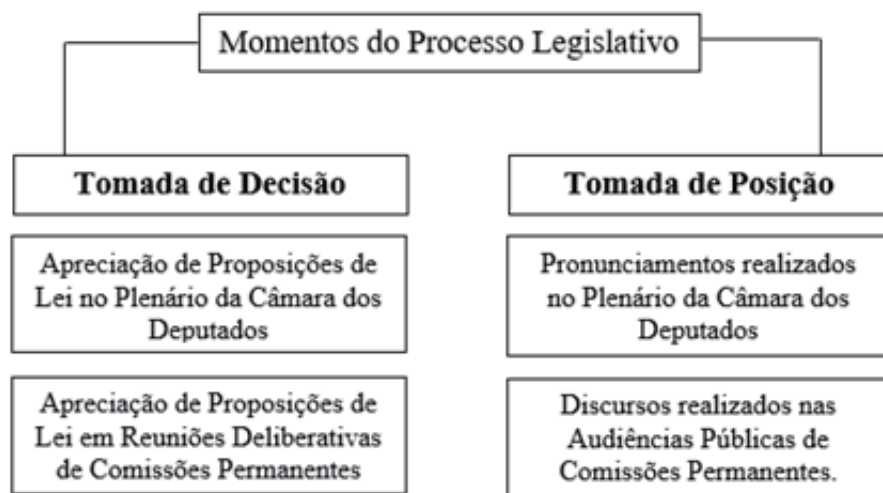 Momentos do Processo Legislativo
Tomada de Decisão
Apreciação de Proposições de
Lei no Plenário da Câmara dos
Deputados
Apreciação de Proposições de
Lei em Reuniões Deliberativas
de Comissões Permanentes
Tomada de Posição
Pronunciamentos realizados
no Plenário da Câmara dos
Deputados
Discursos realizados nas
Audiências Públicas de
Comissões Permanentes.